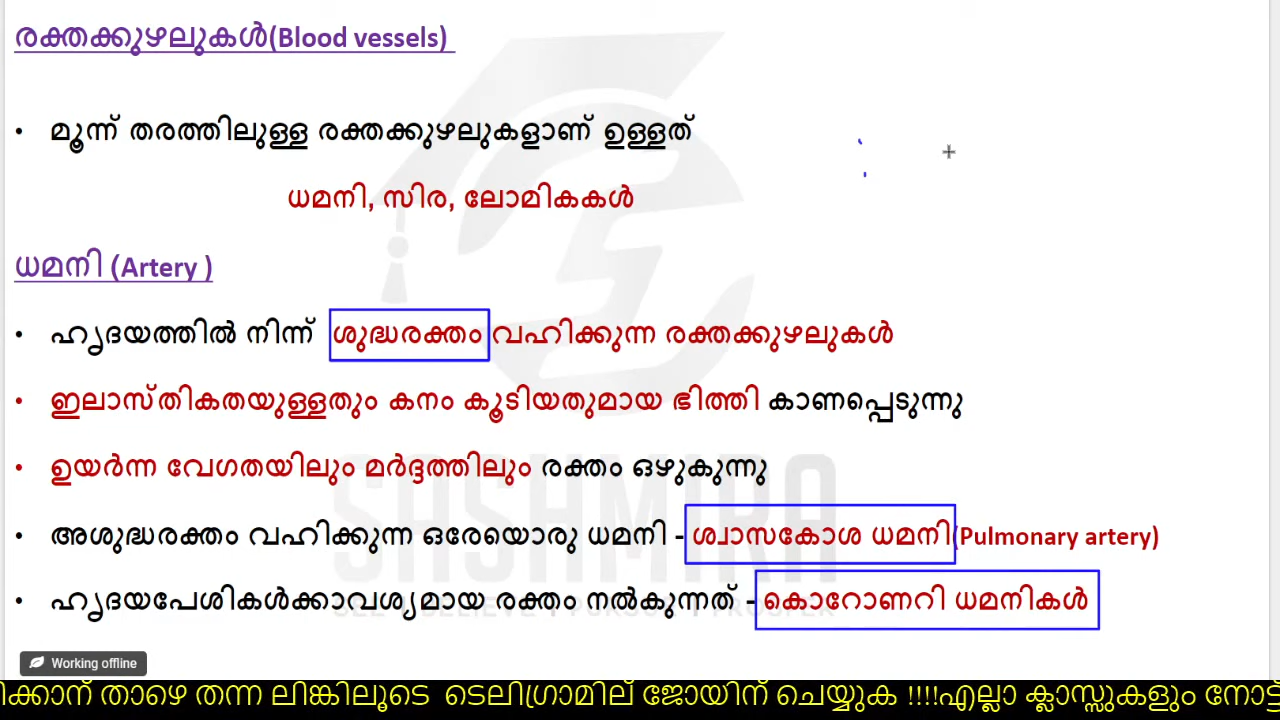 രക്തക്കുഴലുകൾ(Blood vessels)
• മൂന്ന് തരത്തിലുള്ള രക്തക്കുഴലുകളാണ് ഉള്ളത്
ധമനി, സിര, ലോമികകൾ
ധമനി (Artery )
• ഹൃദയത്തിൽ നിന്ന് ശുദ്ധരക്തം വഹിക്കുന്ന രക്തക്കുഴലുകൾ
• ഇലാസ്തികതയുള്ളതും കനം കൂടിയതുമായ ഭിത്തി കാണപ്പെടുന്നു
• ഉയർന്ന വേഗതയിലും മർദ്ദത്തിലും രക്തം ഒഴുകുന്നു
• അശുദ്ധരക്തം വഹിക്കുന്ന ഒരേയൊരു ധമനി - ശ്വാസകോശ ധമനി(Pulmonary artery)
• ഹൃദയപേശികൾക്കാവശ്യമായ രക്തം നൽകുന്നത് - കൊറോണറി ധമനികൾ
SASHMIRA
Working offline
ിക്കാന് താഴെ തന്ന ലിങ്കിലൂടെ ടെലിഗ്രാമില് ജോയിന് ചെയ്യുക !!!!എല്ലാ ക്ലാസ്സുകളും നോട്ട